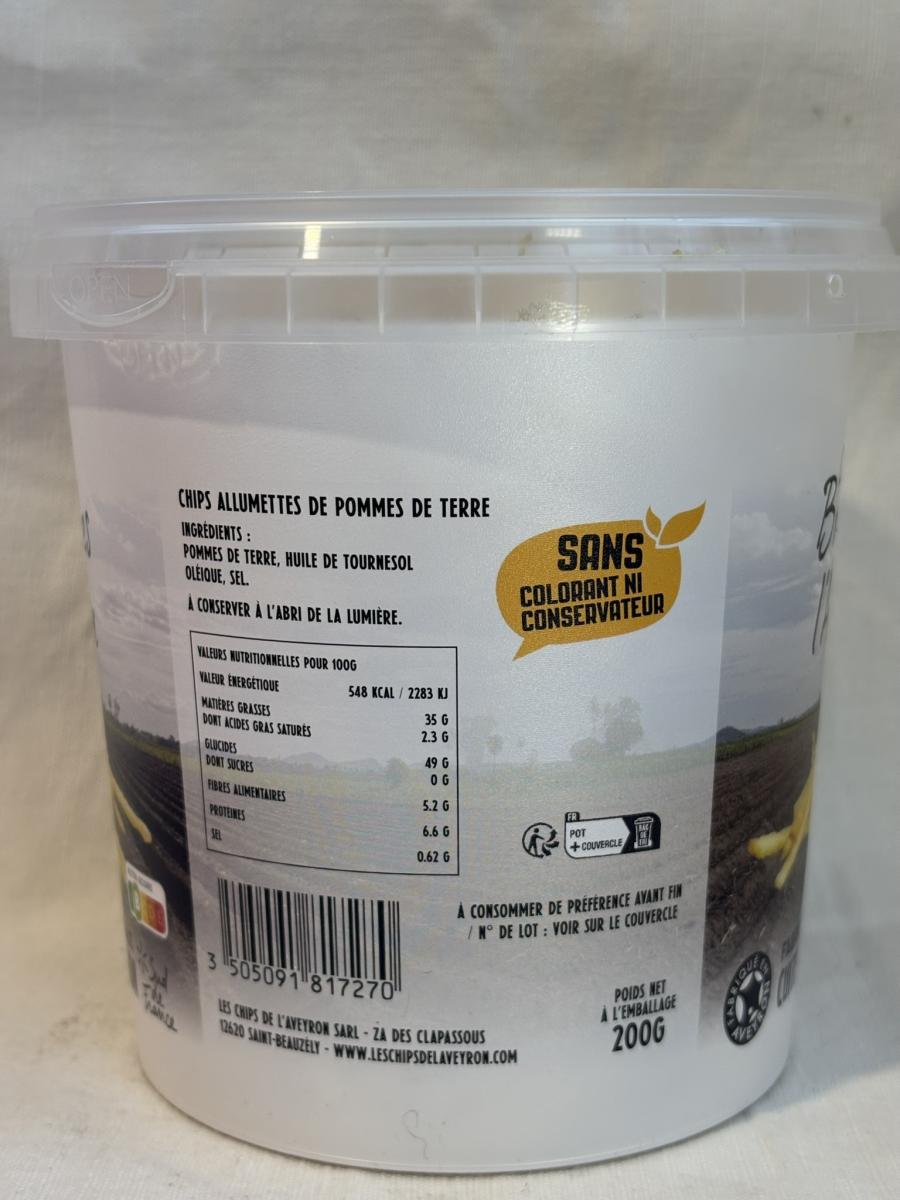 OPEN
CHIPS ALLUMETTES DE POMMES DE TERRE
INGRÉDIENTS :
POMMES DE TERRE, HUILE DE TOURNESOL
OLÉIQUE, SEL.
À CONSERVER À L'ABRI DE LA LUMIÈRE.
SANS
COLORANT NI
CONSERVATEUR
VALEURS NUTRITIONNELLES POUR 100G
VALEUR ÉNERGÉTIQUE 548 KCAL / 2283 KJ
MATIÈRES GRASSES 35 G
DONT ACIDES GRAS SATURÉS 2.3 G
GLUCIDES 49 G
DONT SUCRES 0 G
FIBRES ALIMENTAIRES 5.2 G
PROTEINES 6.6 G
SEL 0.62 G
FR
POT
+ COUVERCLE
BAC
DE
TRI
À CONSOMMER DE PRÉFÉRENCE AVANT FIN
/ N° DE LOT : VOIR SUR LE COUVERCLE
3 505091 817270
LES CHIPS DE L'AVEYRON SARL - ZA DES CLAPASSOUS
12620 SAINT-BEAUZÉLY - WWW.LESCHIPSDELAVEYRON.COM
POIDS NET
À L'EMBALLAGE
200G